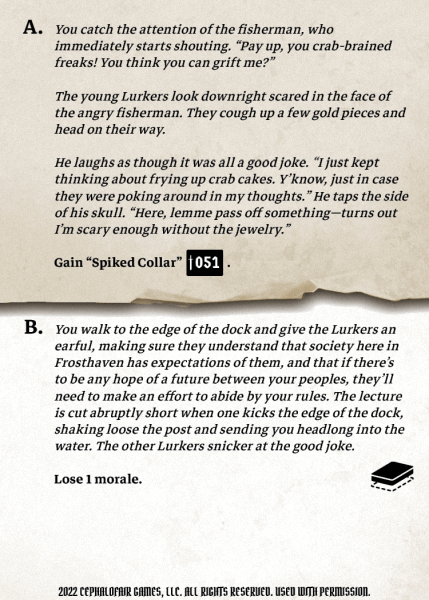 A. You catch the attention of the fisherman, who
immediately starts shouting. “Pay up, you crab-brained
freaks! You think you can grift me?”
The young Lurkers look downright scared in the face of
the angry fisherman. They cough up a few gold pieces and
head on their way.
He laughs as though it was all a good joke. “I just kept
thinking about frying up crab cakes. Y’know, just in case
they were poking around in my thoughts.” He taps the side
of his skull. “Here, lemme pass off something—turns out
I’m scary enough without the jewelry.”
Gain “Spiked Collar” 051 .
B. You walk to the edge of the dock and give the Lurkers an
earful, making sure they understand that society here in
Frosthaven has expectations of them, and that if there’s
to be any hope of a future between your peoples, they’ll
need to make an effort to abide by your rules. The lecture
is cut abruptly short when one kicks the edge of the dock,
shaking loose the post and sending you headlong into the
water. The other Lurkers snicker at the good joke.
Lose 1 morale.
2022 CEPHALOFAIR GAMES, LLC. ALL RIGHTS RESERVED. USED WITH PERMISSION.